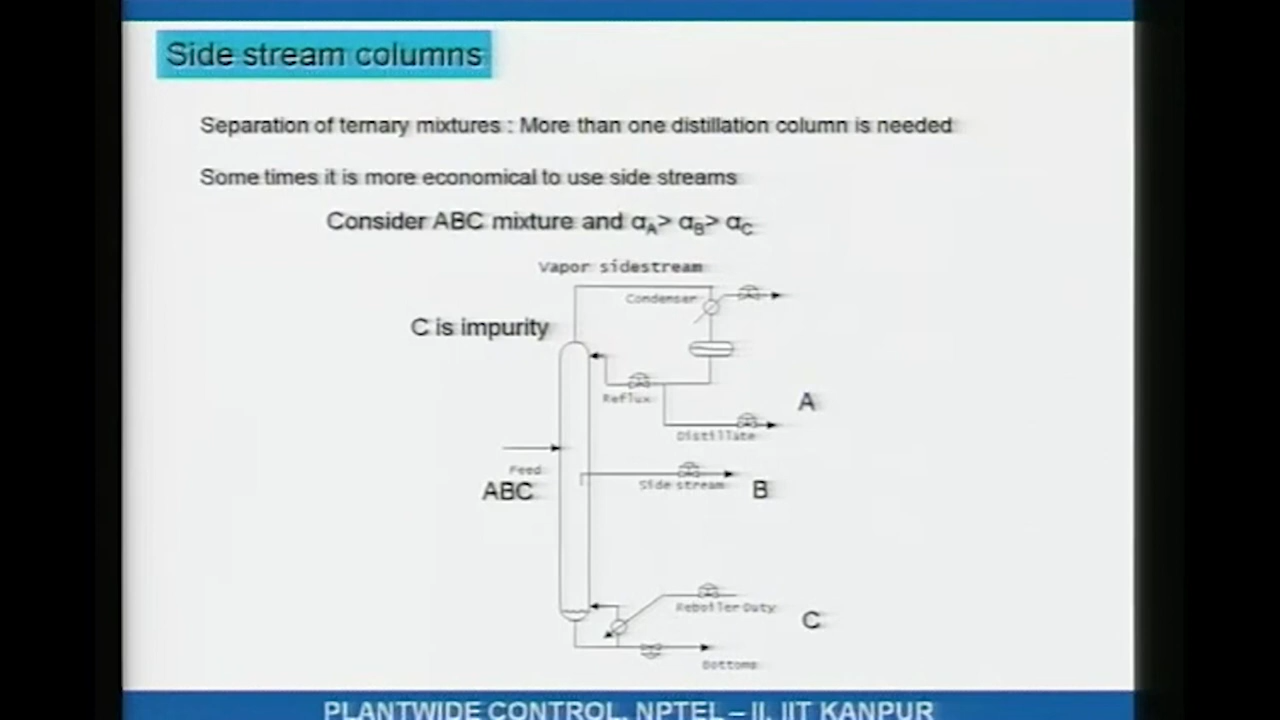 Side stream columns
Separation of ternary mixtures : More than one distillation column is needed
Some times it is more economical to use side streams
Consider ABC mixture and αA> αB> αC
Vapor sidestream
Condenser
C is impurity
Reflux
A
Distillate
Feed
ABC
Side stream
B
Reboiler Duty
C
Bottoms
PLANTWIDE CONTROL, NPTEL – II, IIT KANPUR